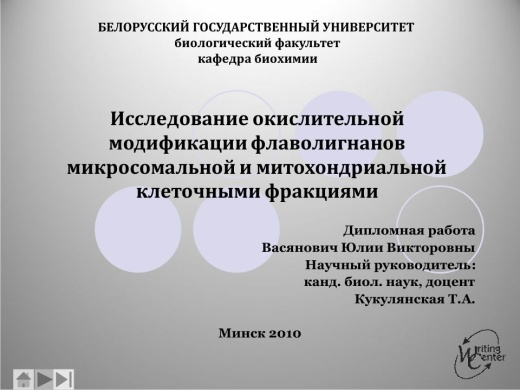 БЕЛОРУССКИЙ ГОСУДАРСТВЕННЫЙ УНИВЕРСИТЕТ
биологический факультет
кафедра биохимии
Исследование окислительной
модификации флаволигнанов
микросомальной и митохондриальной
клеточными фракциями
Дипломная работа
Васянович Юлии Викторовны
Научный руководитель:
канд. биол. наук, доцент
Кукулянская Т.А.
Минск 2010
Writing
Center